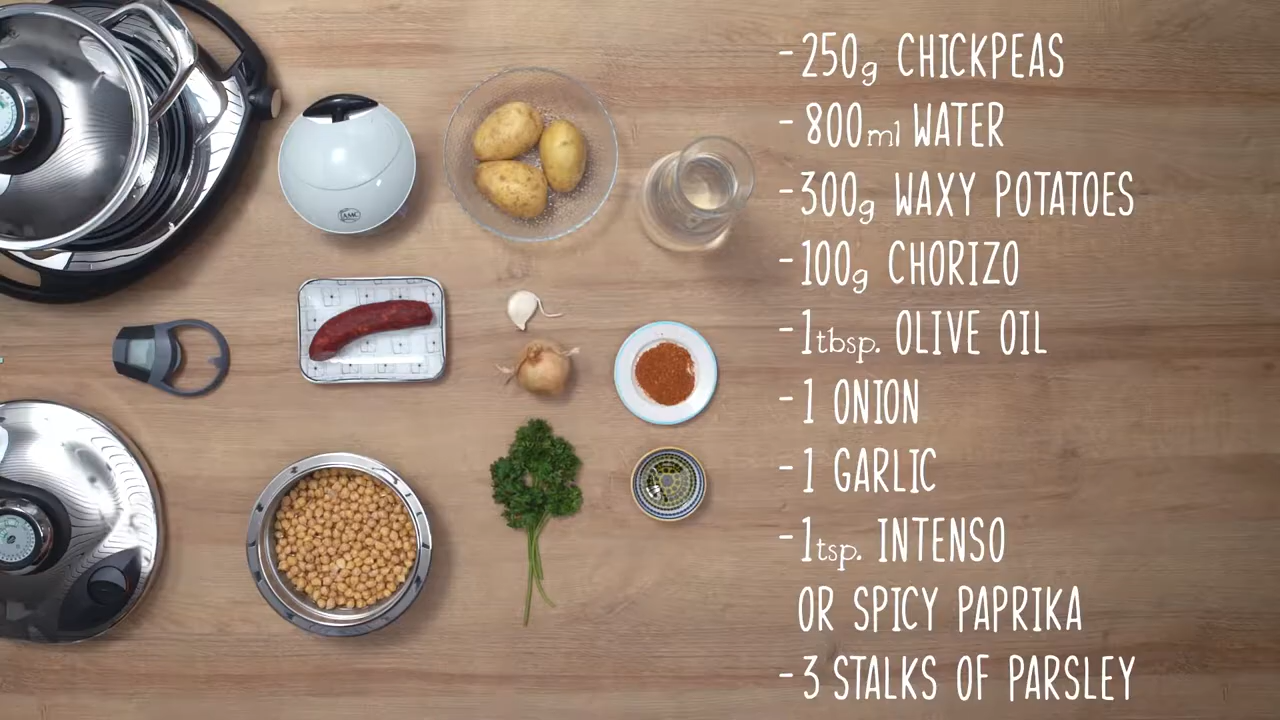 -250g CHICKPEAS
-800ml WATER
-300g WAXY POTATOES
-100g CHORIZO
-1tbsp. OLIVE OIL
-1 ONION
-1 GARLIC
-1tsp. INTENSO
OR SPICY PAPRIKA
-3 STALKS OF PARSLEY
AMC